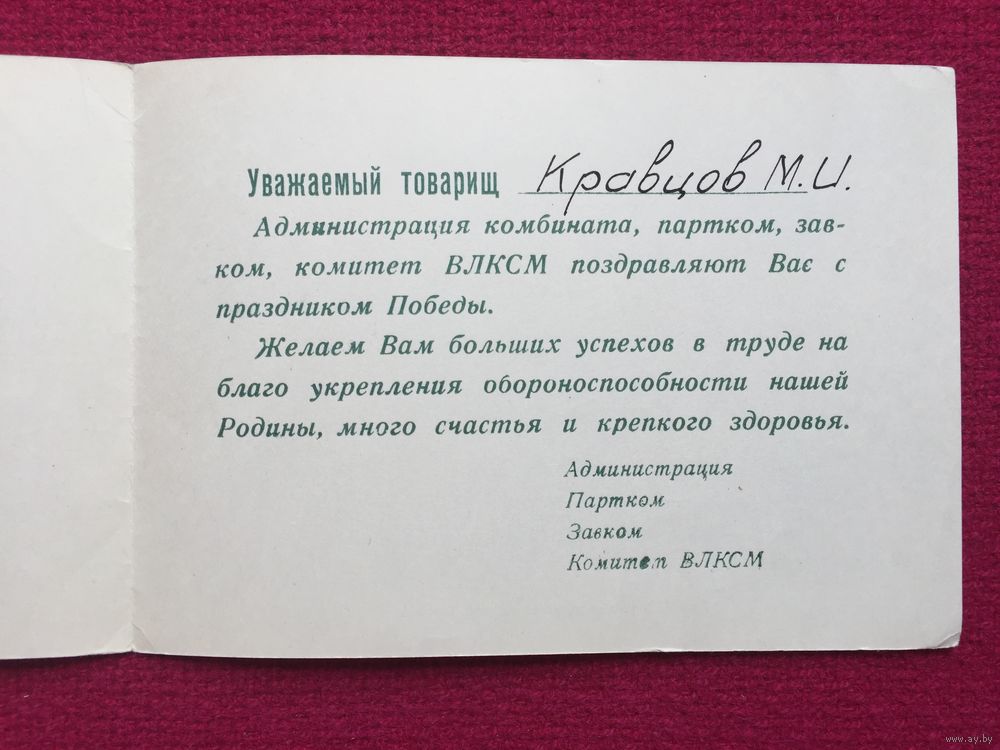 Уважаемый товарищ Кравцов М.И.
Администрация комбината, партком, зав-
ком, комитет ВЛКСМ поздравляют Вас с
праздником Победы.
Желаем Вам больших успехов в труде на
благо укрепления обороноспособности нашей
Родины, много счастья и крепкого здоровья.
Администрация
Партком
Завком
Комитет ВЛКСМ
www.ay.by